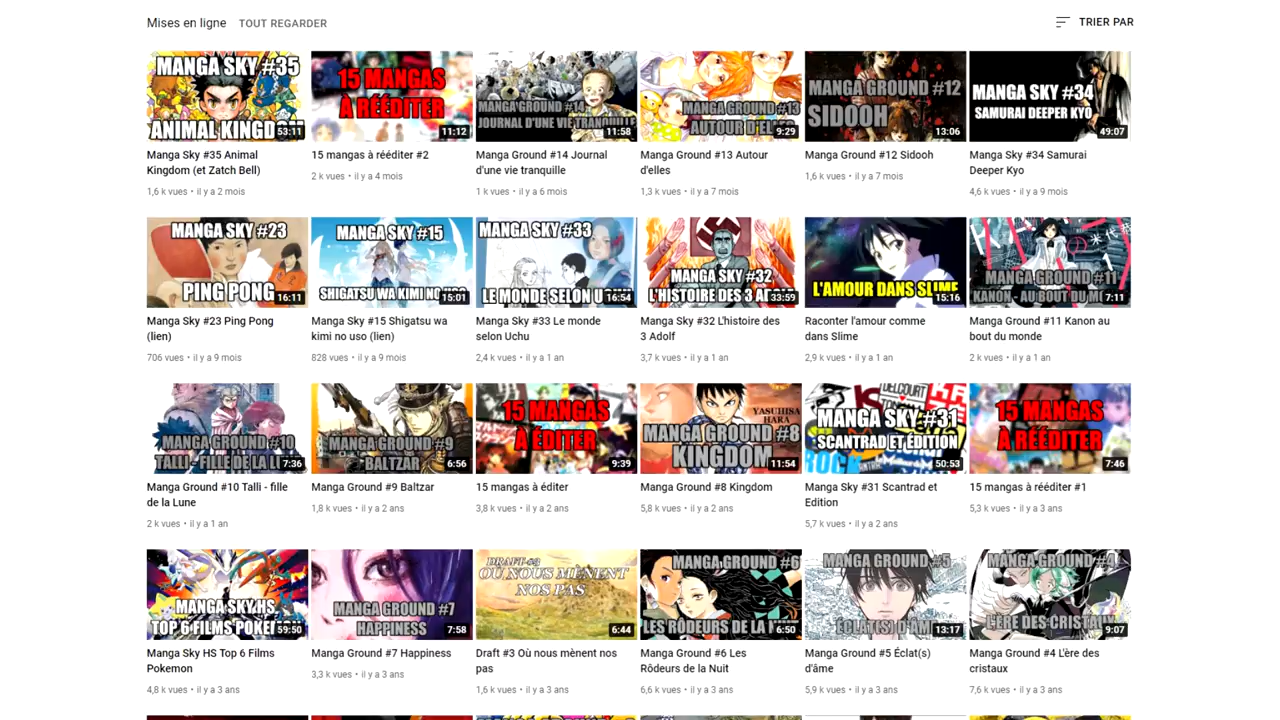 Mises en ligne TOUT REGARDER TRIER PAR
MANGA SKY #35
ANIMAL KINGDOM
53:11
15 MANGAS
À RÉÉDITER
11:12
MANGA GROUND #14
JOURNAL D'UNE VIE TRANQUILLE
11:58
MANGA GROUND #13
AUTOUR D'ELLES
9:29
MANGA GROUND #12
SIDOOH
13:06
MANGA SKY #34
SAMURAI DEEPER KYO
49:07
Manga Sky #35 Animal
Kingdom (et Zatch Bell)
1,6 k vues • il y a 2 mois
15 mangas à rééditer #2
2 k vues • il y a 4 mois
Manga Ground #14 Journal
d'une vie tranquille
1 k vues • il y a 6 mois
Manga Ground #13 Autour
d'elles
1,3 k vues • il y a 7 mois
Manga Ground #12 Sidooh
1,6 k vues • il y a 7 mois
Manga Sky #34 Samurai
Deeper Kyo
4,6 k vues • il y a 9 mois
MANGA SKY #23
PING PONG
16:11
MANGA SKY #15
SHIGATSU WA KIMI NO
15:01
MANGA SKY #33
LE MONDE SELON U
16:54
MANGA SKY #32
L'HISTOIRE DES 3 AD
33:59
L'AMOUR DANS SLIME
15:16
MANGA GROUND #11
KANON - AU BOUT DU MO
7:11
Manga Sky #23 Ping Pong
(lien)
706 vues • il y a 9 mois
Manga Sky #15 Shigatsu wa
kimi no uso (lien)
828 vues • il y a 9 mois
Manga Sky #33 Le monde
selon Uchu
2,4 k vues • il y a 1 an
Manga Sky #32 L'histoire des
3 Adolf
3,7 k vues • il y a 1 an
Raconter l'amour comme
dans Slime
2,9 k vues • il y a 1 an
Manga Ground #11 Kanon au
bout du monde
2 k vues • il y a 1 an
MANGA GROUND #10
TALLI - FILLE DE LA LU
7:36
MANGA GROUND #9
BALTZAR
6:56
15 MANGAS
À ÉDITER
9:39
YASUHISA
HARA
MANGA GROUND #8
KINGDOM
11:54
DELCOURT
MANGA SKY #31
SCANTRAD ET ÉDITION
50:53
15 MANGAS
À RÉÉDITER
7:46
Manga Ground #10 Talli - fille
de la Lune
2 k vues • il y a 1 an
Manga Ground #9 Baltzar
1,8 k vues • il y a 2 ans
15 mangas à éditer
3,8 k vues • il y a 2 ans
Manga Ground #8 Kingdom
5,8 k vues • il y a 2 ans
Manga Sky #31 Scantrad et
Edition
5,7 k vues • il y a 2 ans
15 mangas à rééditer #1
5,3 k vues • il y a 3 ans
MANGA SKY HS
TOP 6 FILMS POKEM
59:50
MANGA GROUND #7
HAPPINESS
7:58
DRAFT #3
OÙ NOUS MÈNENT
NOS PAS
6:44
MANGA GROUND #6
LES RÔDEURS DE LA N
6:50
MANGA GROUND #5
ÉCLAT(S) D'ÂM
13:17
MANGA GROUND #4
L'ÈRE DES CRISTAUX
9:07
Manga Sky HS Top 6 Films
Pokemon
4,8 k vues • il y a 3 ans
Manga Ground #7 Happiness
3,3 k vues • il y a 3 ans
Draft #3 Où nous mènent nos
pas
1,6 k vues • il y a 3 ans
Manga Ground #6 Les
Rôdeurs de la Nuit
6,6 k vues • il y a 3 ans
Manga Ground #5 Éclat(s)
d'âme
5,9 k vues • il y a 3 ans
Manga Ground #4 L'ère des
cristaux
7,6 k vues • il y a 3 ans